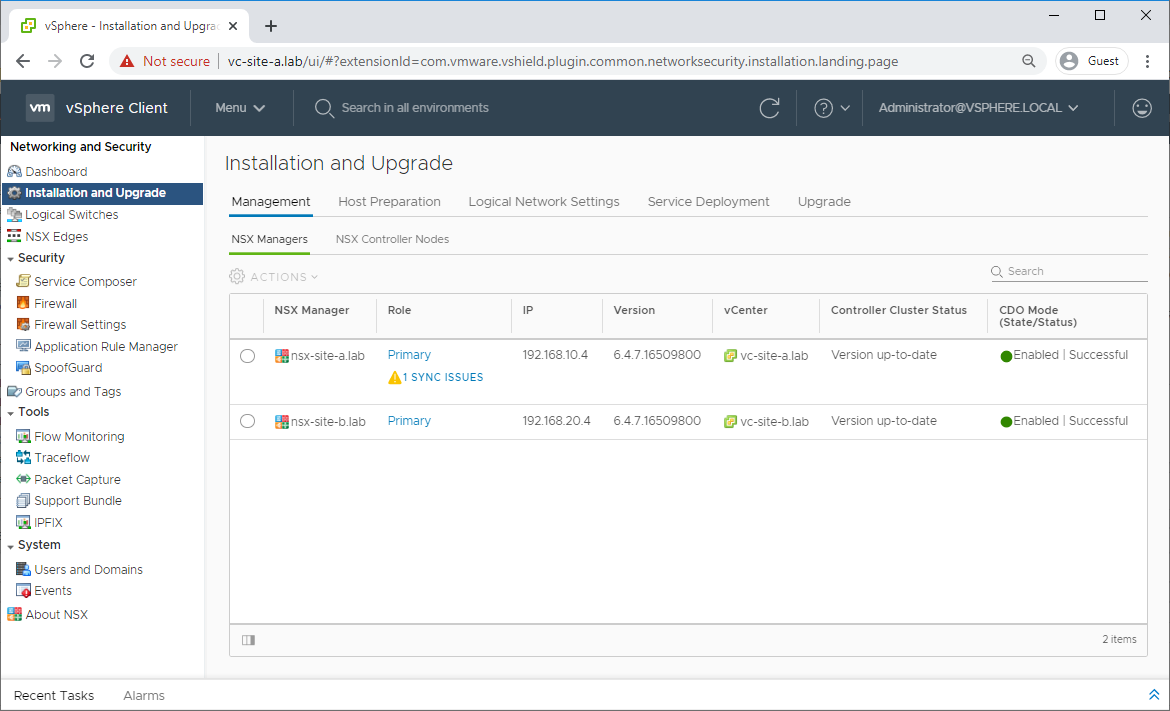 vSphere - Installation and Upgra
Not secure
vc-site-a.lab/ui/#?extensionId=com.vmware.vshield.plugin.common.networksecurity.installation.landing.page
Guest
vm
vSphere Client
Menu
Search in all environments
?
Administrator@VSPHERE.LOCAL
Networking and Security
Dashboard
Installation and Upgrade
Logical Switches
NSX Edges
Security
Service Composer
Firewall
Firewall Settings
Application Rule Manager
SpoofGuard
Groups and Tags
Tools
Flow Monitoring
Traceflow
Packet Capture
Support Bundle
IPFIX
System
Users and Domains
Events
About NSX
Installation and Upgrade
Management Host Preparation Logical Network Settings Service Deployment Upgrade
NSX Managers NSX Controller Nodes
ACTIONS
Search
NSX Manager Role IP Version vCenter Controller Cluster Status CDO Mode
(State/Status)
nsx-site-a.lab Primary 192.168.10.4 6.4.7.16509800 vc-site-a.lab Version up-to-date Enabled | Successful
1 SYNC ISSUES
nsx-site-b.lab Primary 192.168.20.4 6.4.7.16509800 vc-site-b.lab Version up-to-date Enabled | Successful
2 items
Recent Tasks Alarms